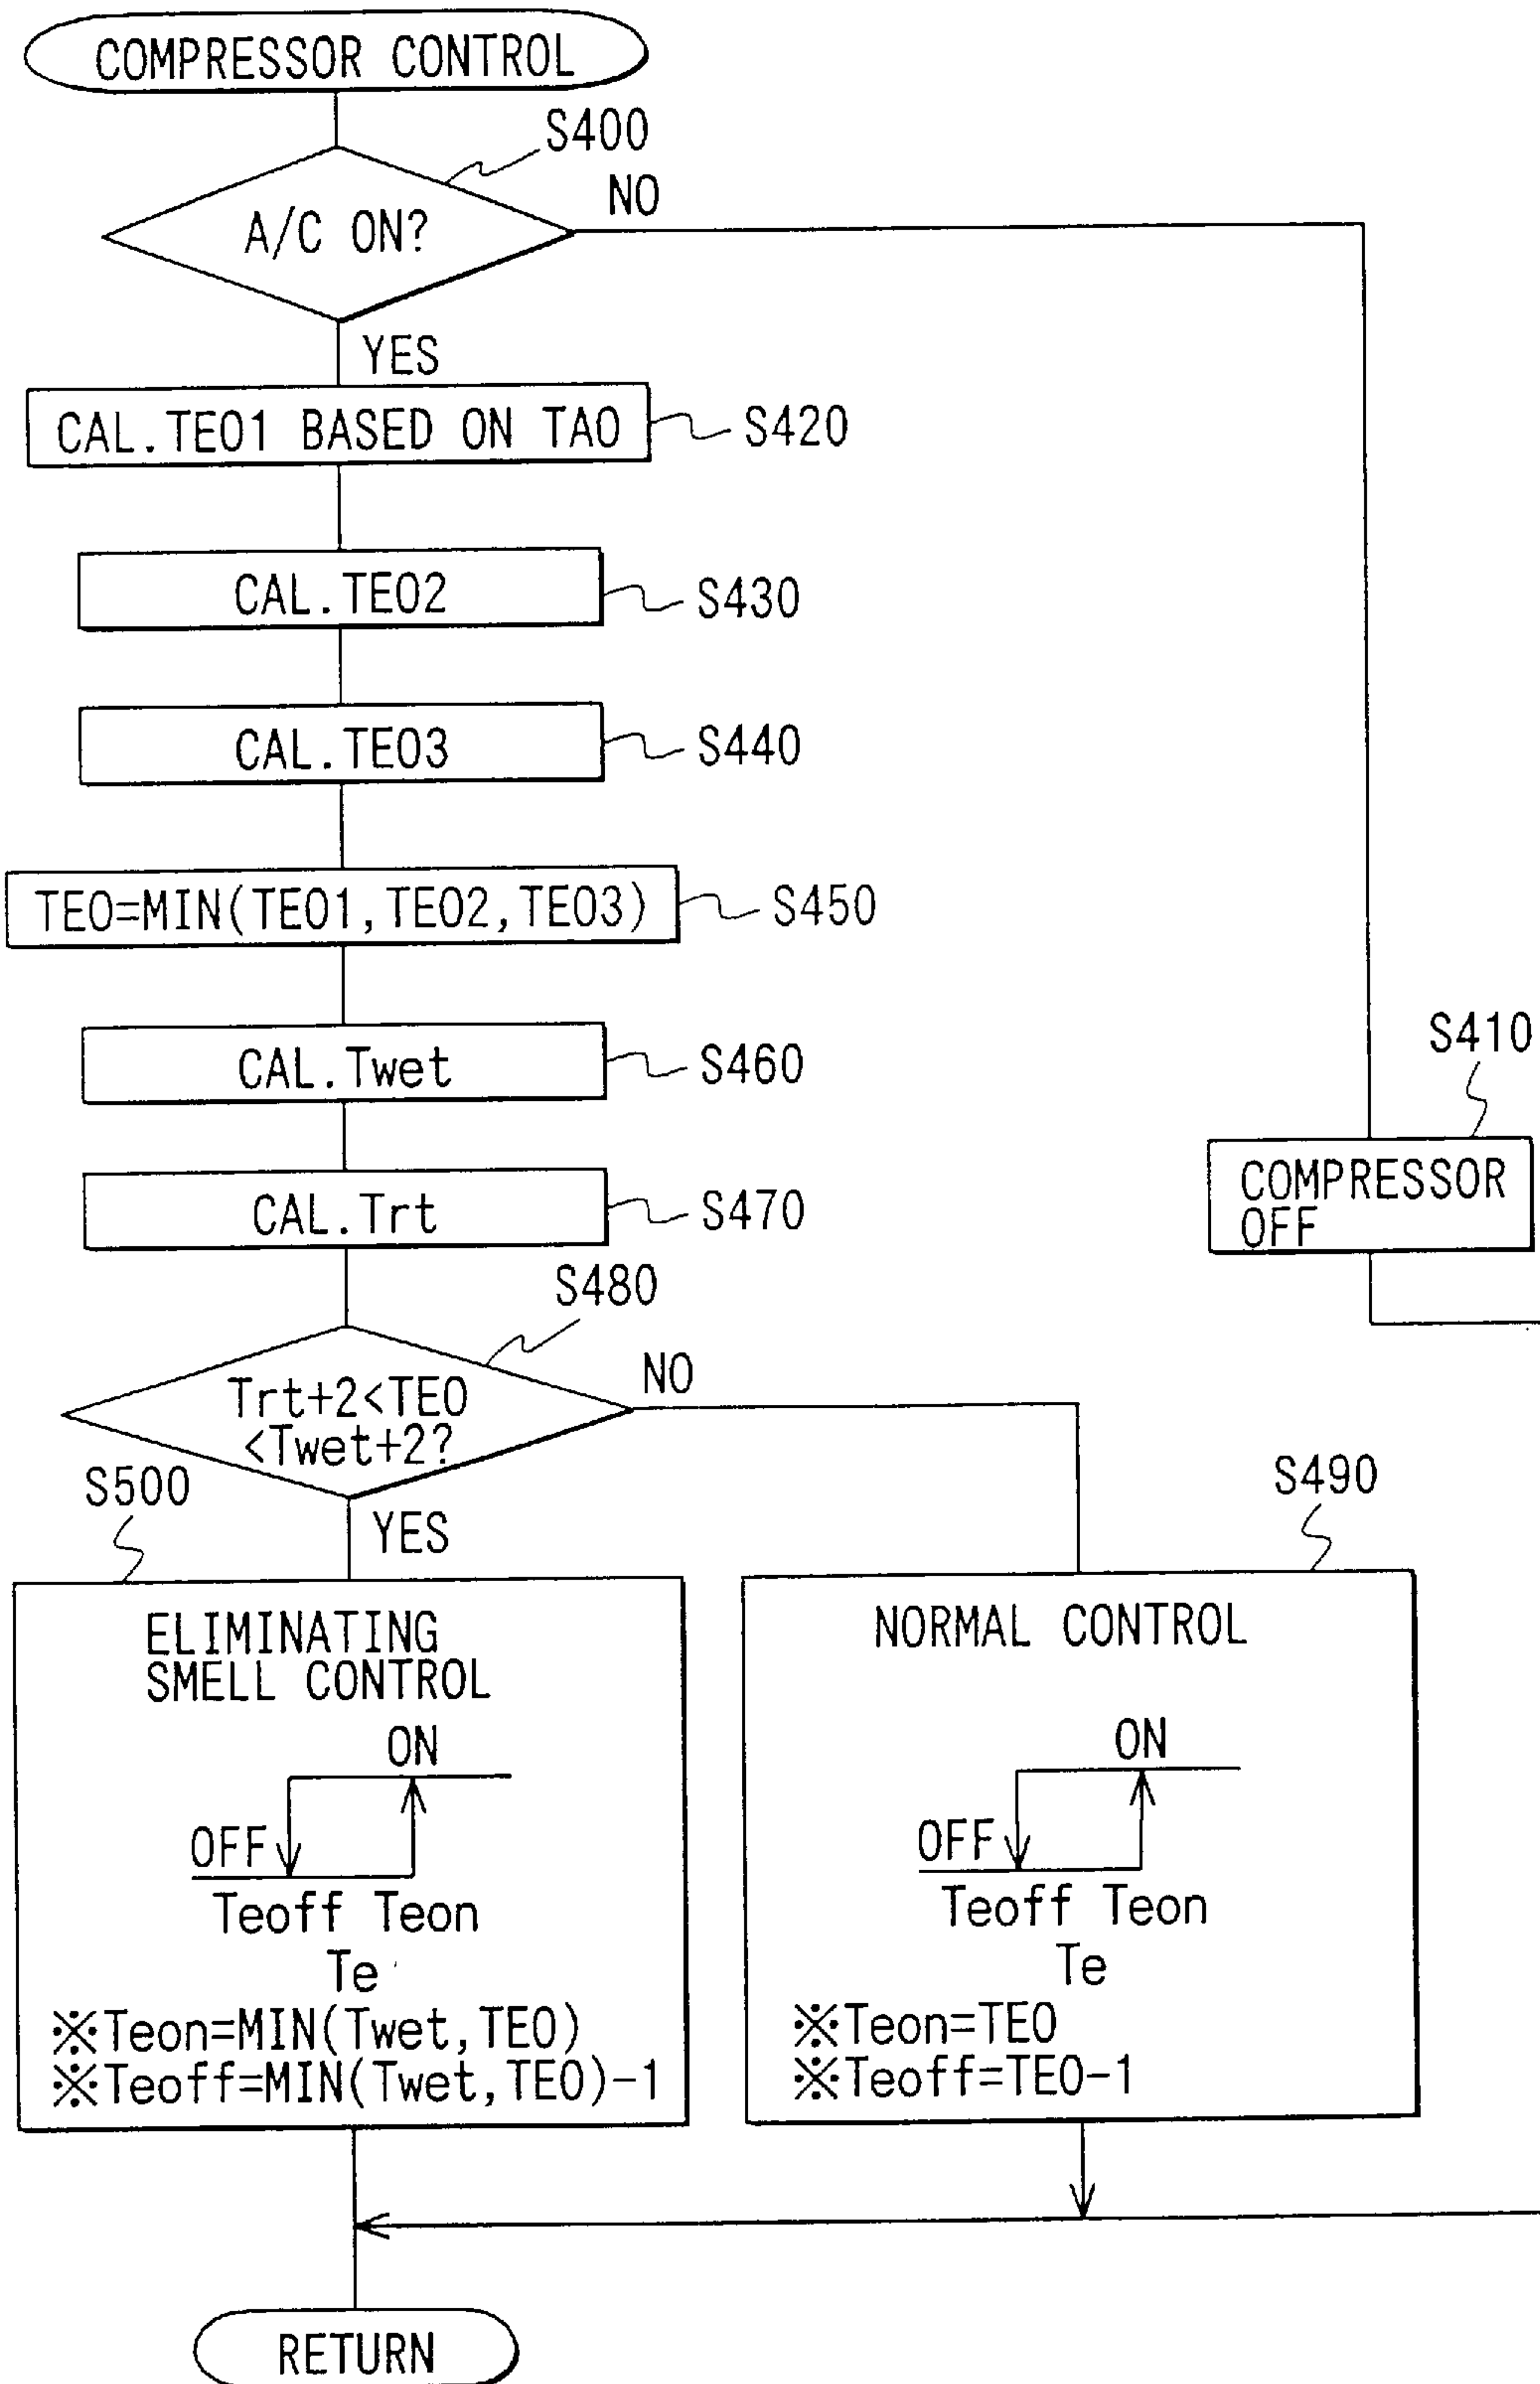 COMPRESSOR CONTROL
S400
A/C ON?
NO
YES
CAL.TEO1 BASED ON TAO
S420
CAL.TEO2
S430
CAL.TEO3
S440
TEO=MIN(TEO1,TEO2,TEO3)
S450
CAL.Twet
S460
S410
COMPRESSOR
OFF
CAL.Trt
S470
S480
Trt+2<TEO
<Twet+2?
NO
YES
S500
ELIMINATING
SMELL CONTROL
ON
OFF
Teoff Teon
Te
※Teon=MIN(Twet,TEO)
※Teoff=MIN(Twet,TEO)-1
S490
NORMAL CONTROL
ON
OFF
Teoff Teon
Te
※Teon=TEO
※Teoff=TEO-1
RETURN